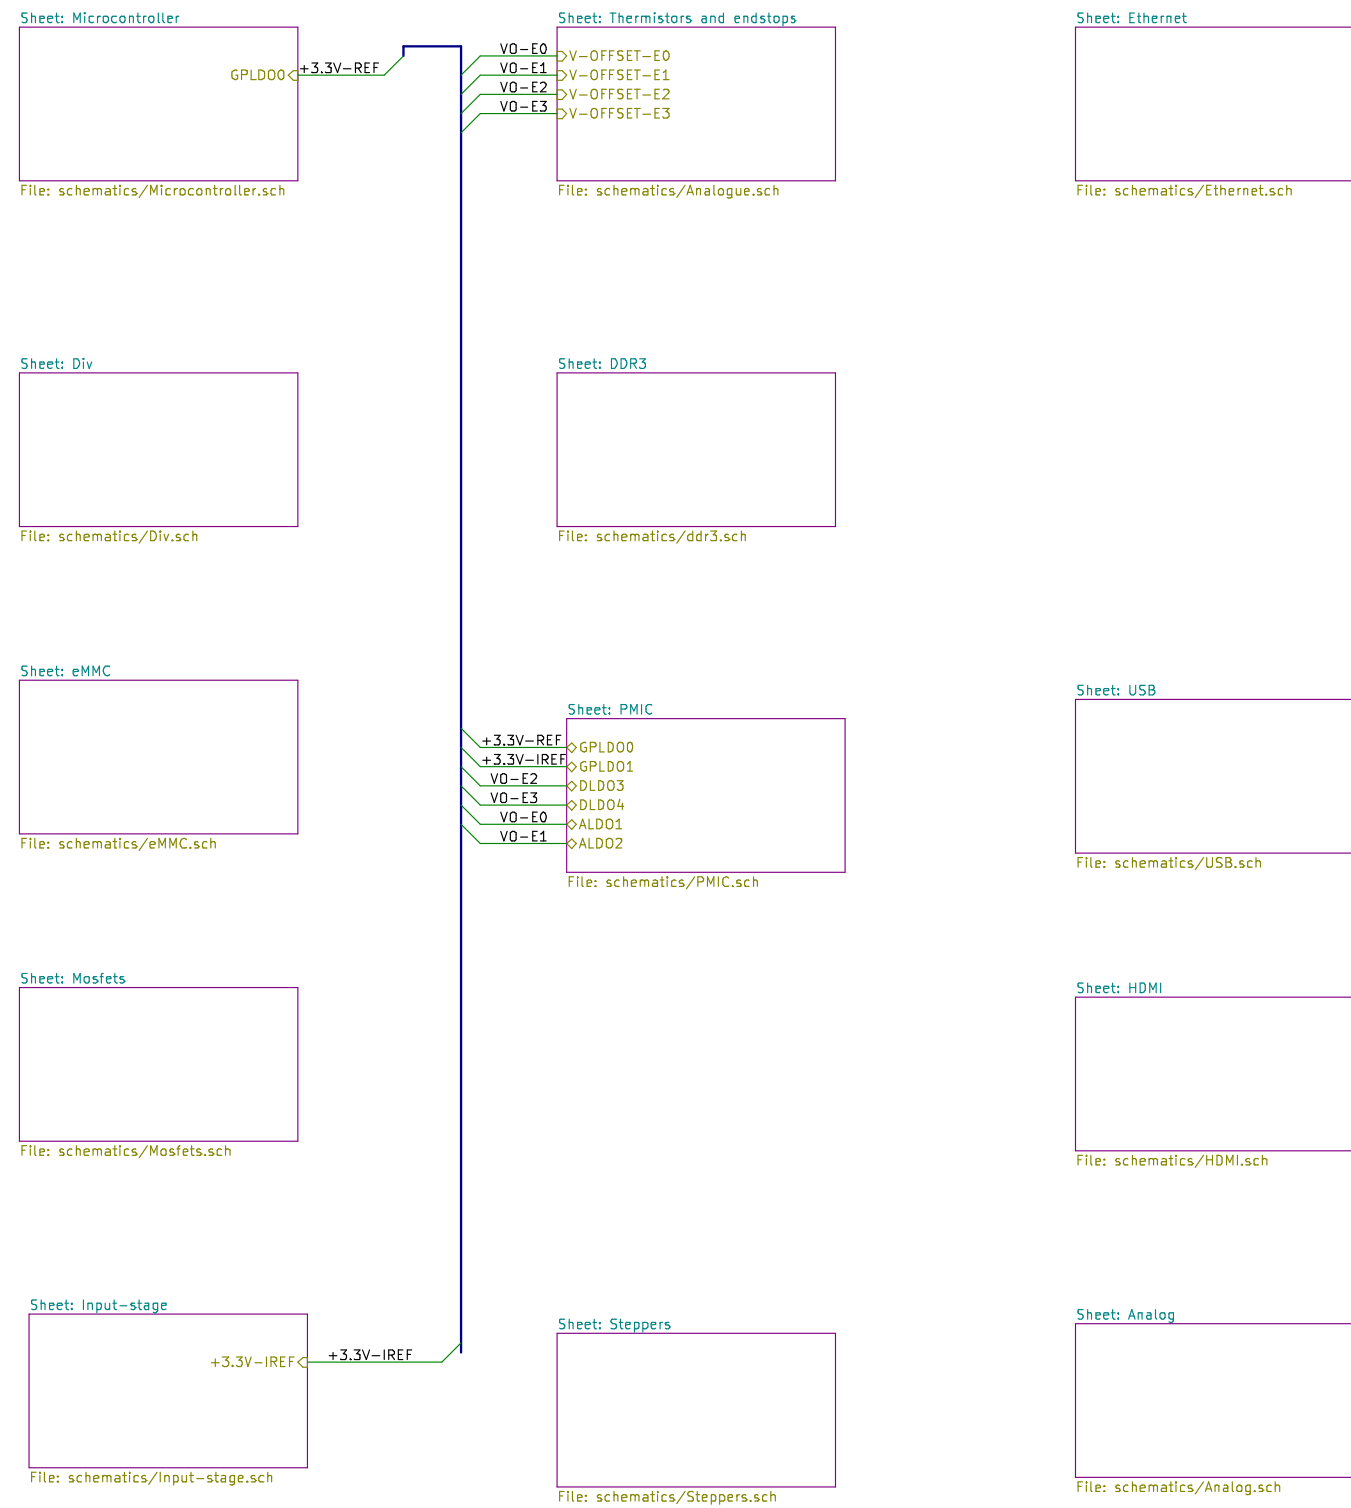 Sheet: Microcontroller
GPLDO0
+3.3V-REF
File: schematics/Microcontroller.sch
Sheet: Thermistors and endstops
VO-E0
V-OFFSET-E0
VO-E1
V-OFFSET-E1
VO-E2
V-OFFSET-E2
VO-E3
V-OFFSET-E3
File: schematics/Analogue.sch
Sheet: Ethernet
File: schematics/Ethernet.sch
Sheet: Div
File: schematics/Div.sch
Sheet: DDR3
File: schematics/ddr3.sch
Sheet: eMMC
File: schematics/eMMC.sch
Sheet: PMIC
+3.3V-REF
GPLDO0
+3.3V-IREF
GPLDO1
VO-E2
DLDO3
VO-E3
DLDO4
VO-E0
ALDO1
VO-E1
ALDO2
File: schematics/PMIC.sch
Sheet: USB
File: schematics/USB.sch
Sheet: Mosfets
File: schematics/Mosfets.sch
Sheet: HDMI
File: schematics/HDMI.sch
Sheet: Input-stage
+3.3V-IREF
+3.3V-IREF
File: schematics/Input-stage.sch
Sheet: Steppers
File: schematics/Steppers.sch
Sheet: Analog
File: schematics/Analog.sch